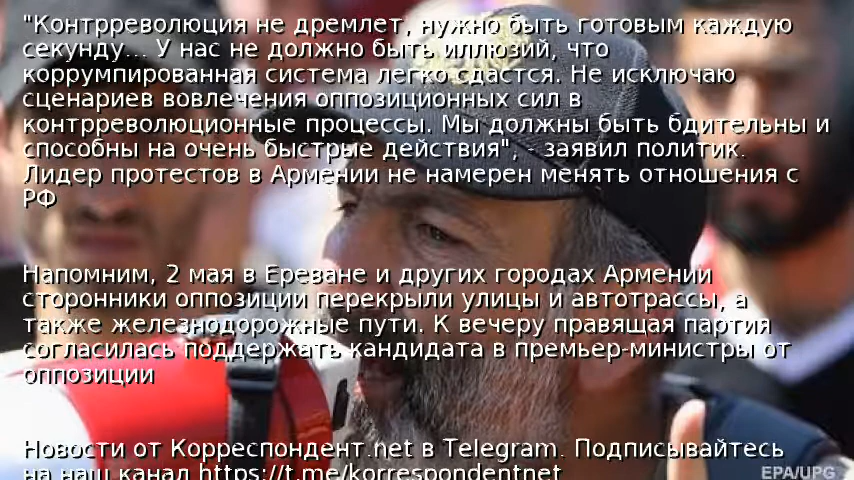 "Контрреволюция не дремлет, нужно быть готовым каждую
секунду... У нас не должно быть иллюзий, что
коррумпированная система легко сдастся. Не исключаю
сценариев вовлечения оппозиционных сил в
контрреволюционные процессы. Мы должны быть бдительны и
способны на очень быстрые действия", - заявил политик.
Лидер протестов в Армении не намерен менять отношения с
РФ
Напомним, 2 мая в Ереване и других городах Армении
сторонники оппозиции перекрыли улицы и автотрассы, а
также железнодорожные пути. К вечеру правящая партия
согласилась поддержать кандидата в премьер-министры от
оппозиции
Новости от Корреспондент.net в Telegram. Подписывайтесь
на наш канал https://t.me/korrespondentnet
EPA/UPG